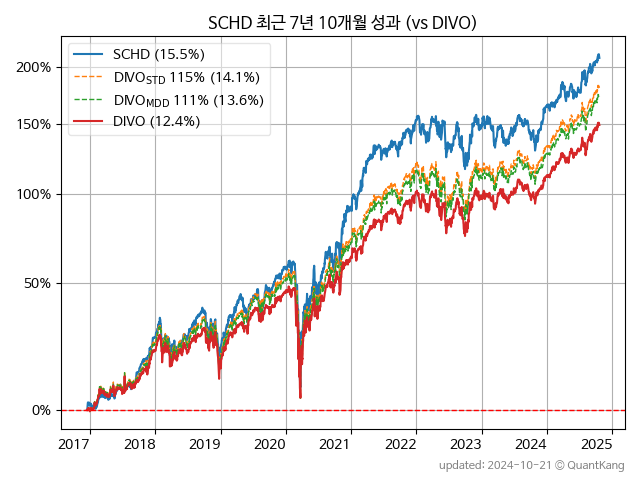 SCHD 최근 7년 10개월 성과 (vs DIVO)
SCHD (15.5%)
DIVO_STD 115% (14.1%)
DIVO_MDD 111% (13.6%)
DIVO (12.4%)
200%
150%
100%
50%
0%
2017 2018 2019 2020 2021 2022 2023 2024 2025
updated: 2024-10-21 © QuantKang